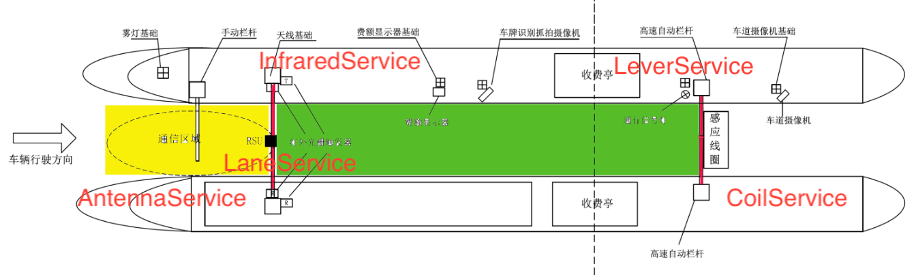 雾灯基础
手动栏杆
天线基础
费额显示器基础
车牌识别抓拍摄像机
高速自动栏杆
车道摄像机基础
InfraredService
收费亭
LeverService
车道摄像机
通信区域
RSU
感应线圈
车辆行驶方向
LaneService
AntennaService
收费亭
CoilService
高速自动栏杆